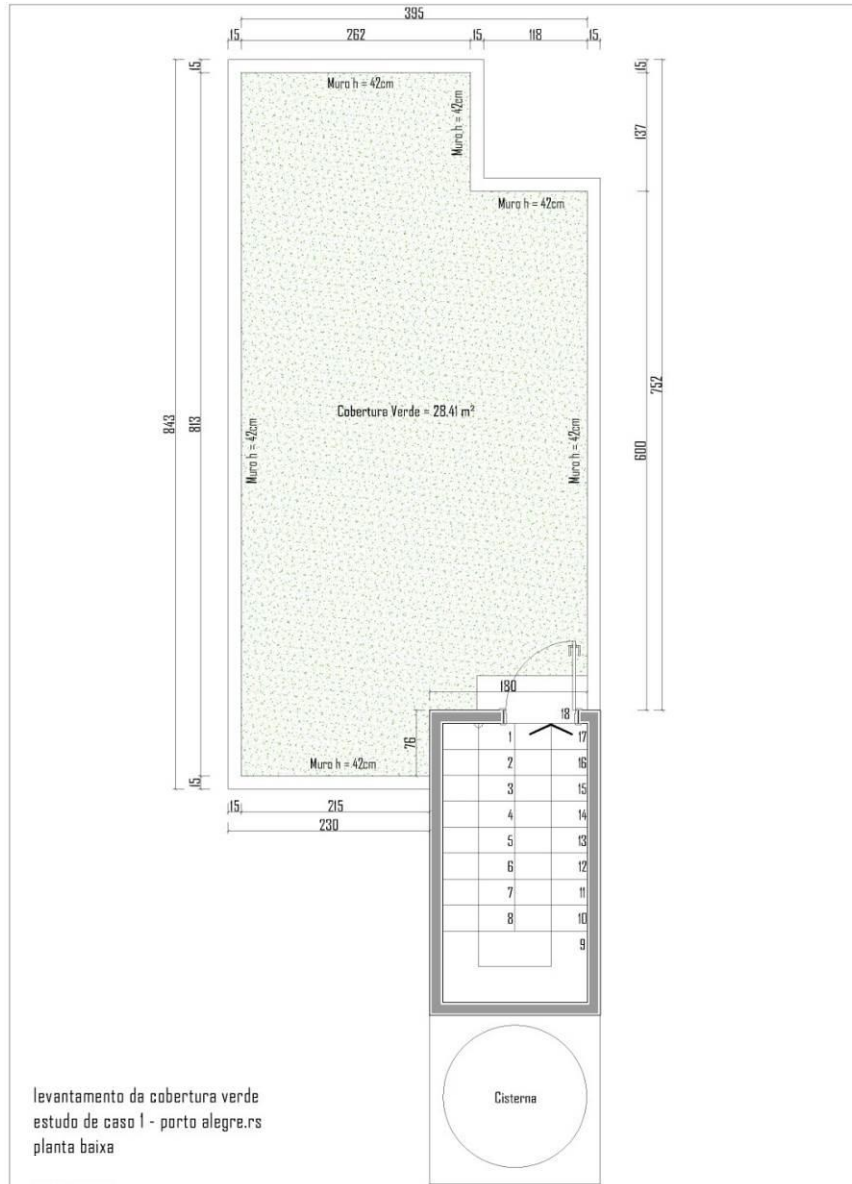 395
15 262 15 118 15
15
15
Muro h = 42cm
Muro h = 42cm
137
Muro h = 42cm
Cobertura Verde = 28.41 m²
843
813
Muro h = 42cm
Muro h = 42cm
600
752
180
76
18
1 17
2 16
3 15
4 14
5 13
6 12
7 11
8 10
9
Muro h = 42cm
15
15 215
230
Cisterna
levantamento da cobertura verde
estudo de caso 1 - porto alegre.rs
planta baixa